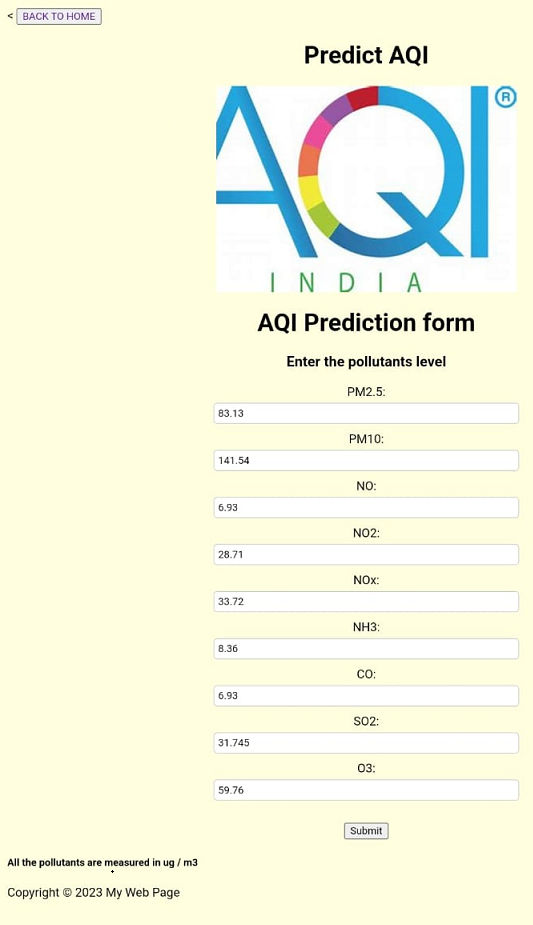 < BACK TO HOME
Predict AQI
AQI ®
INDIA
AQI Prediction form
Enter the pollutants level
PM2.5:
83.13
PM10:
141.54
NO:
6.93
NO2:
28.71
NOx:
33.72
NH3:
8.36
CO:
6.93
SO2:
31.745
O3:
59.76
Submit
All the pollutants are measured in ug / m3
Copyright © 2023 My Web Page